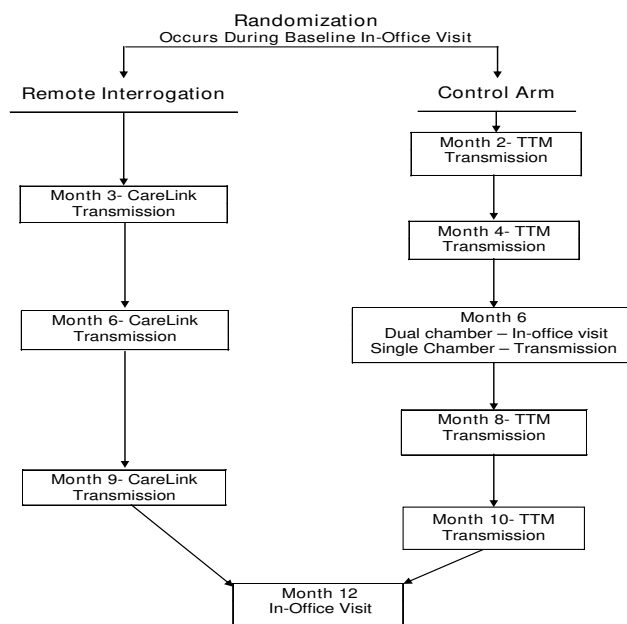 Randomization
Occurs During Baseline In-Office Visit
Remote Interrogation
Control Arm
Month 2- TTM
Transmission
Month 3- CareLink
Transmission
Month 4- TTM
Transmission
Month 6- CareLink
Transmission
Month 6
Dual chamber – In-office visit
Single Chamber – Transmission
Month 8- TTM
Transmission
Month 9- CareLink
Transmission
Month 10- TTM
Transmission
Month 12
In-Office Visit